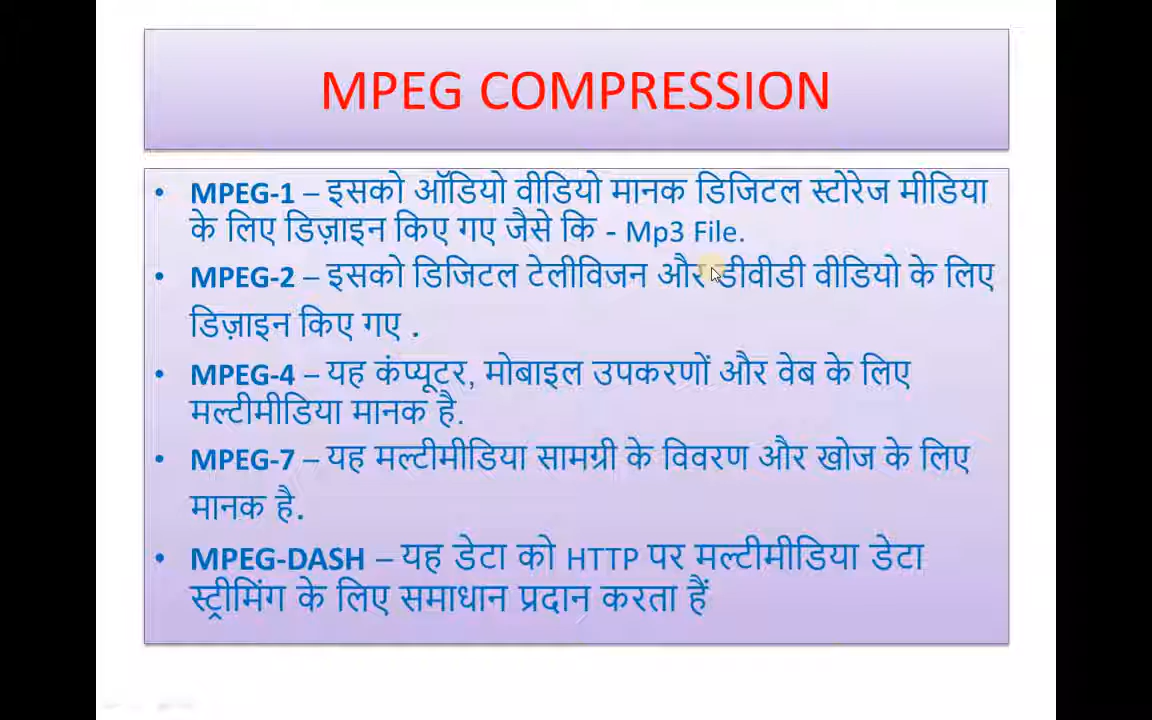 MPEG COMPRESSION
• MPEG-1 – इसको ऑडियो वीडियो मानक डिजिटल स्टोरेज मीडिया
के लिए डिज़ाइन किए गए जैसे कि - Mp3 File.
• MPEG-2 – इसको डिजिटल टेलीविजन और डीवीडी वीडियो के लिए
डिज़ाइन किए गए .
• MPEG-4 – यह कंप्यूटर, मोबाइल उपकरणों और वेब के लिए
मल्टीमीडिया मानक है.
• MPEG-7 – यह मल्टीमीडिया सामग्री के विवरण और खोज के लिए
मानक है.
• MPEG-DASH – यह डेटा को HTTP पर मल्टीमीडिया डेटा
स्ट्रीमिंग के लिए समाधान प्रदान करता हैं